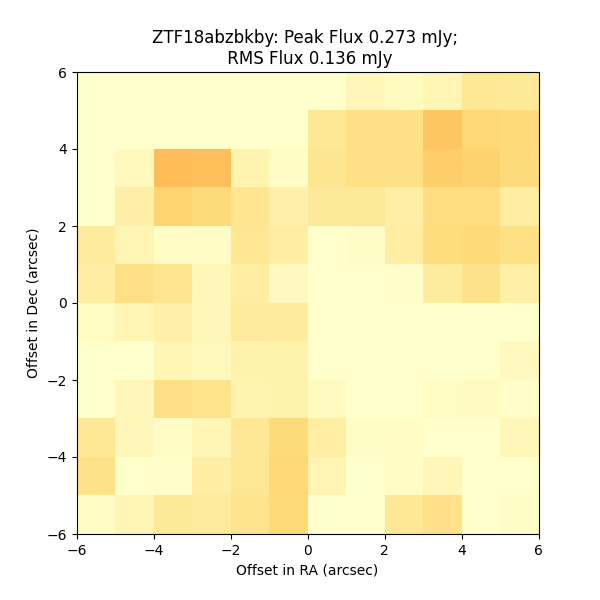 ZTF18abzbkby: Peak Flux 0.273 mJy;
RMS Flux 0.136 mJy
6
4
2
0
−2
−4
−6
Offset in Dec (arcsec)
−6 −4 −2 0 2 4 6
Offset in RA (arcsec)